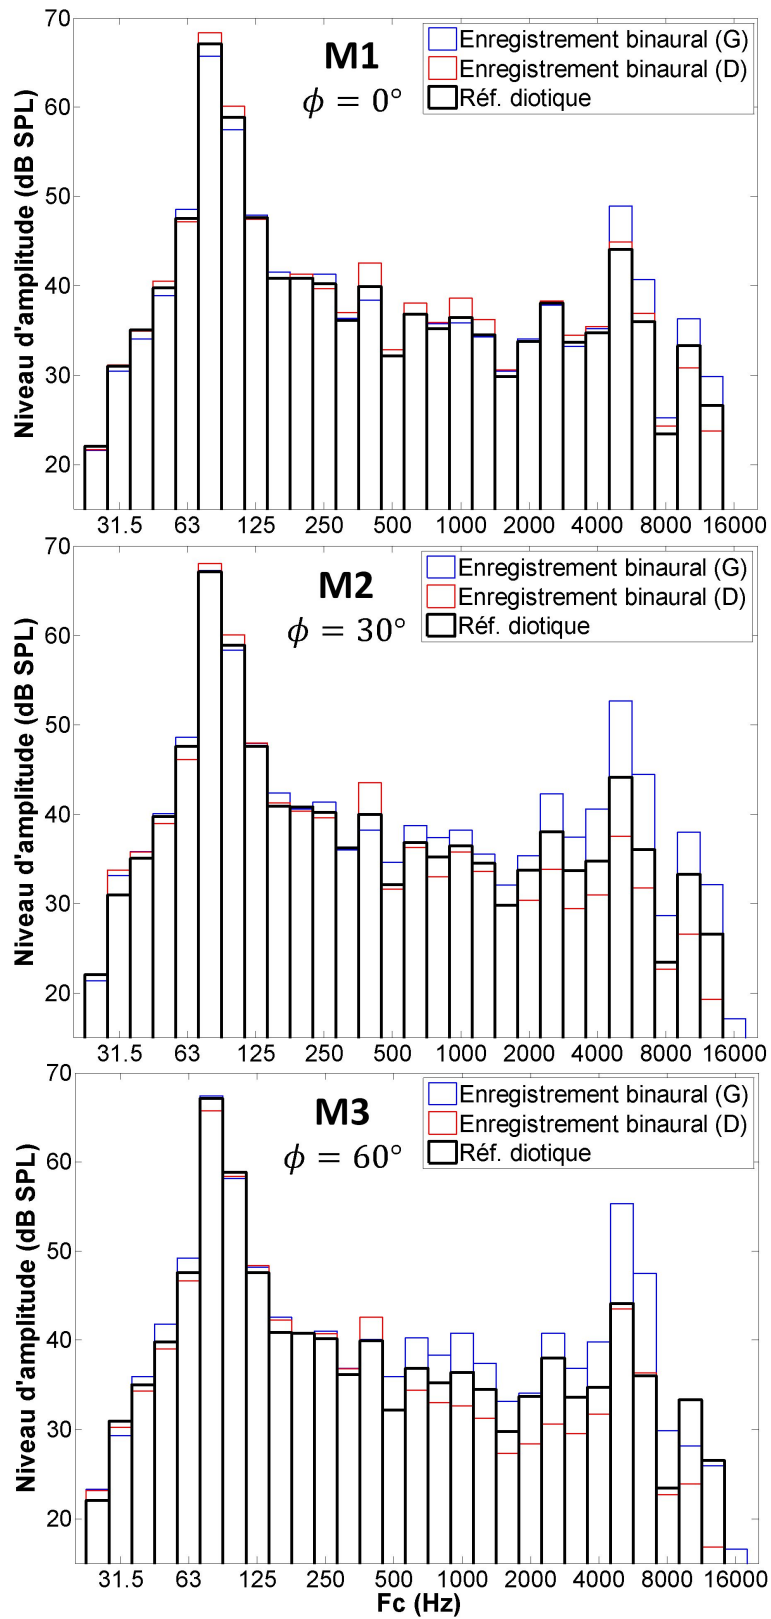 70
60
50
40
30
20
Niveau d'amplitude (dB SPL)
M1
ϕ = 0°
Enregistrement binaural (G)
Enregistrement binaural (D)
Réf. diotique
31.5 63 125 250 500 1000 2000 4000 8000 16000
70
60
50
40
30
20
Niveau d'amplitude (dB SPL)
M2
ϕ = 30°
Enregistrement binaural (G)
Enregistrement binaural (D)
Réf. diotique
31.5 63 125 250 500 1000 2000 4000 8000 16000
70
60
50
40
30
20
Niveau d'amplitude (dB SPL)
M3
ϕ = 60°
Enregistrement binaural (G)
Enregistrement binaural (D)
Réf. diotique
31.5 63 125 250 500 1000 2000 4000 8000 16000
Fc (Hz)